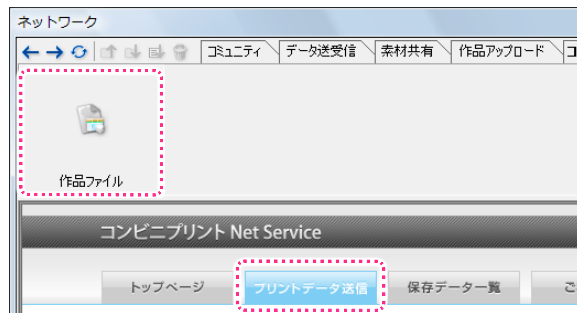 ネットワーク
コミュニティ データ送受信 素材共有 作品アップロード
作品ファイル
コンビニプリント Net Service
トップページ プリントデータ送信 保存データ一覧 ご